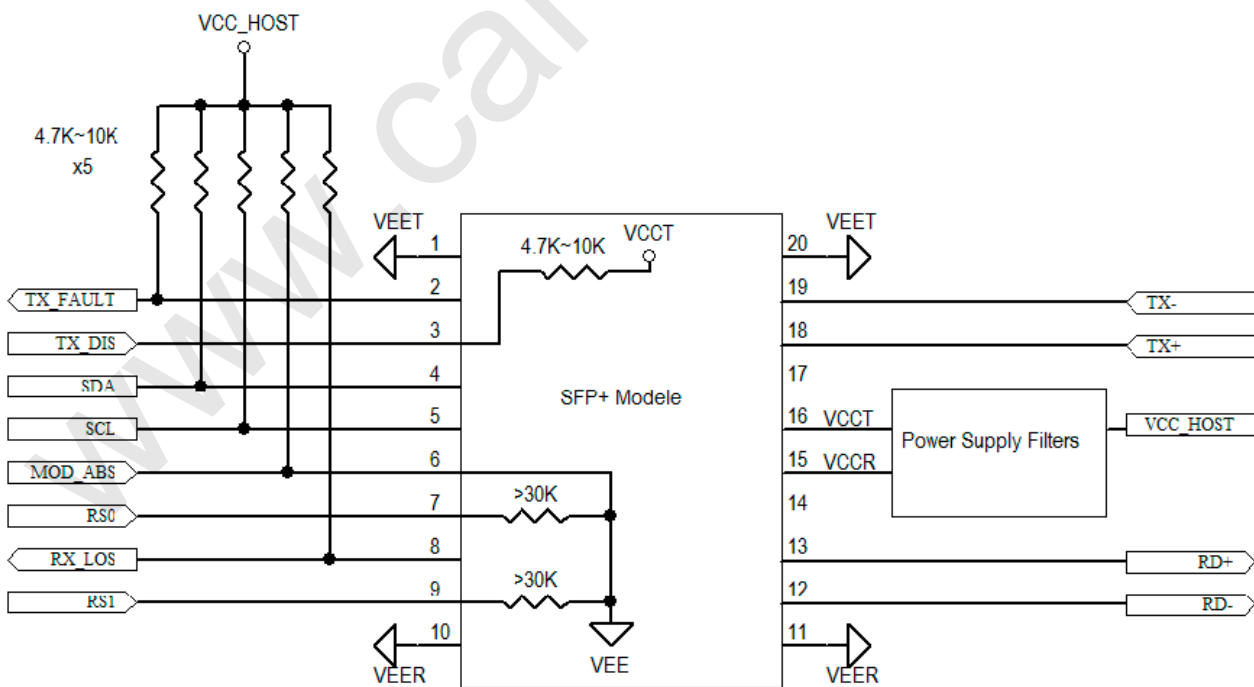 www.car
VCC_HOST
4.7K~10K
x5
VEET
1
4.7K~10K
VCCT
20
VEET
TX_FAULT
2
19
TX-
TX_DIS
3
18
TX+
SDA
4
17
SFP+ Modele
SCL
5
16
VCCT
Power Supply Filters
VCC_HOST
MOD_ABS
6
15
VCCR
RS0
7
>30K
14
RX_LOS
8
13
RD+
RS1
9
>30K
12
RD-
10
VEER
VEE
11
VEER